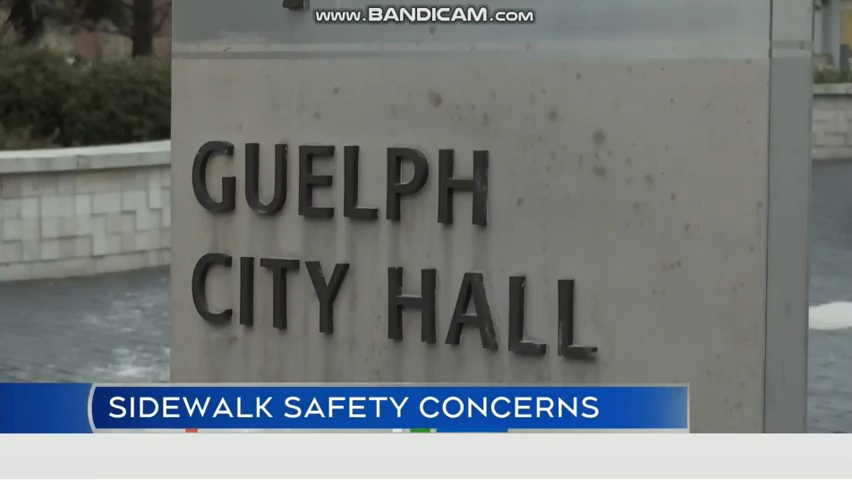 www.BANDICAM.com
GUELPH
CITY HALL
SIDEWALK SAFETY CONCERNS